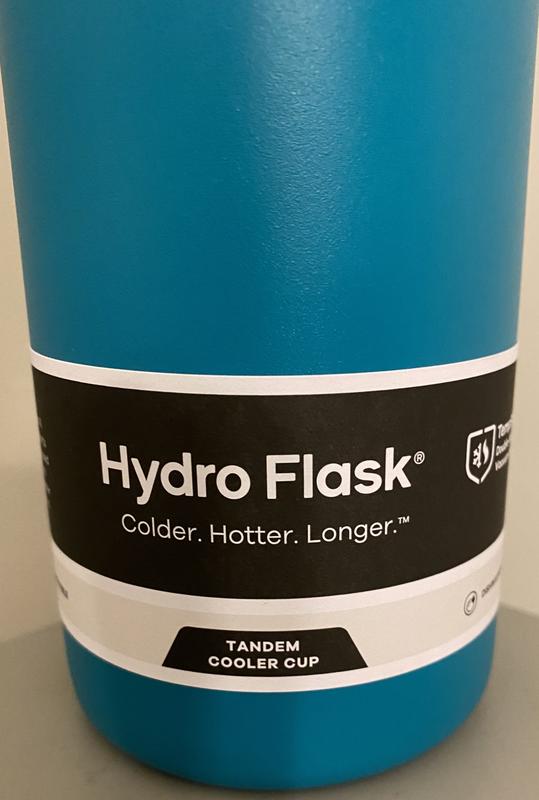 Hydro Flask®
Colder. Hotter. Longer.™
TANDEM
COOLER CUP